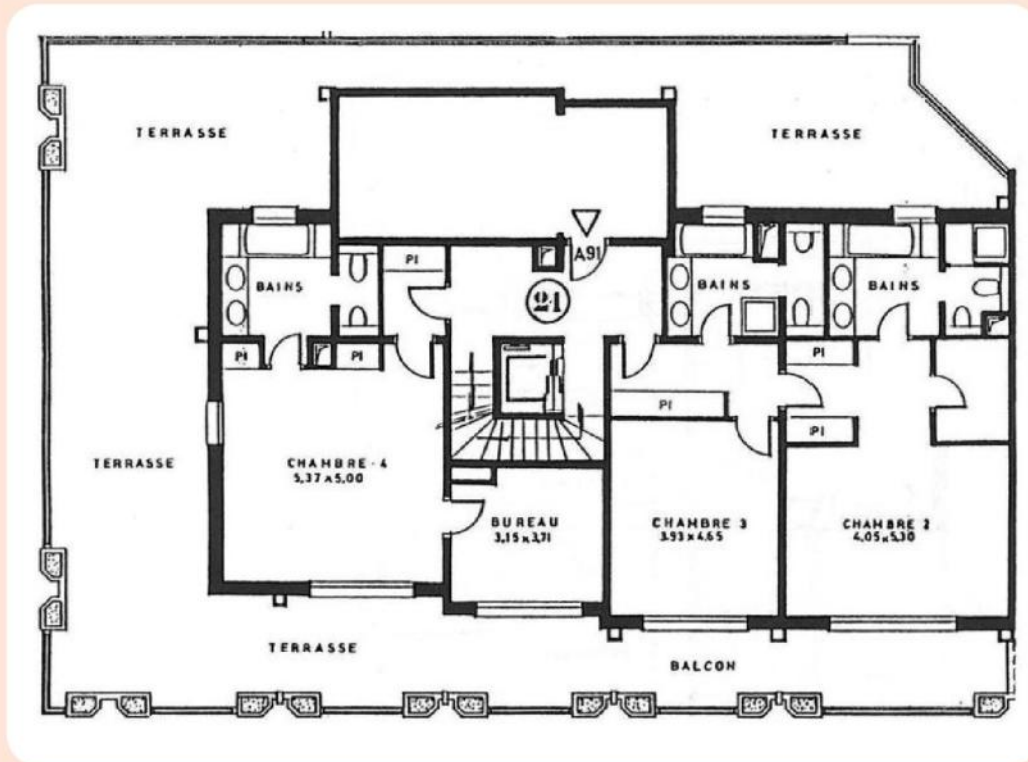 TERRASSE
TERRASSE
A91
PI
BAINS
BAINS
BAINS
21
PI
PI
PI
PI
PI
TERRASSE
CHAMBRE-4
5,37 x 5,00
BUREAU
3,15 x 3,71
CHAMBRE 3
3.93 x 4.65
CHAMBRE 2
4.05 x 5,30
TERRASSE
BALCON